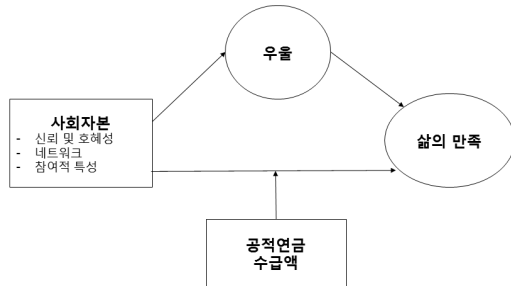 우울
사회자본
- 신뢰 및 호혜성
- 네트워크
- 참여적 특성
삶의 만족
공적연금
수급액